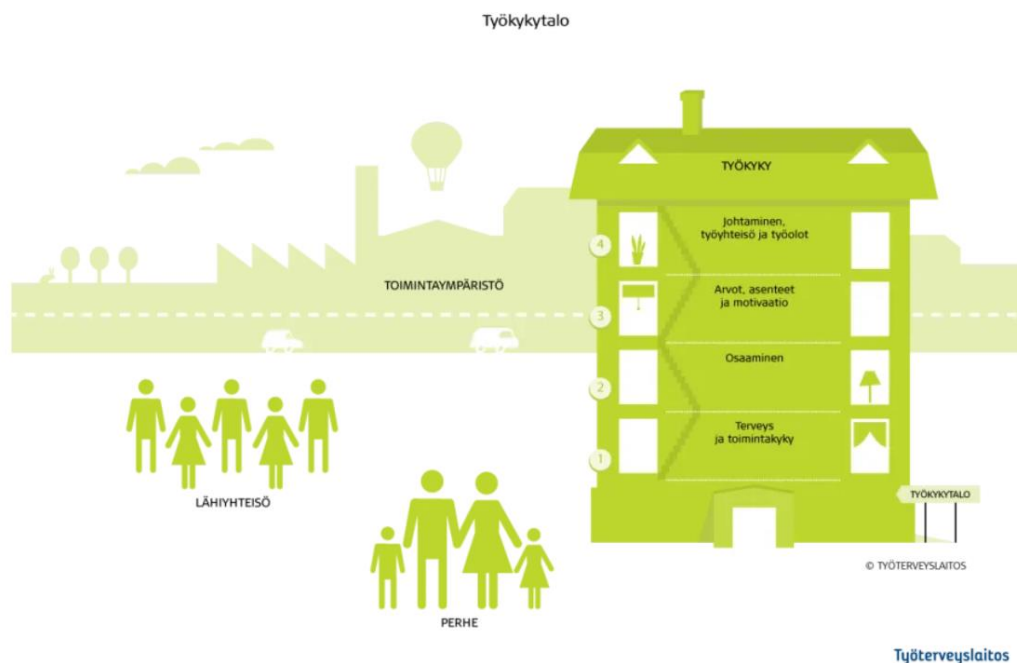 Työkykytalo
TYÖKYKY
4
Johtaminen,
työyhteisö ja työolot
TOIMINTAYMPÄRISTÖ
3
Arvot, asenteet
ja motivaatio
2
Osaaminen
1
Terveys
ja toimintakyky
LÄHIYHTEISÖ
PERHE
TYÖKYKYTALO
© TYÖTERVEYSLAITOS
Työterveyslaitos